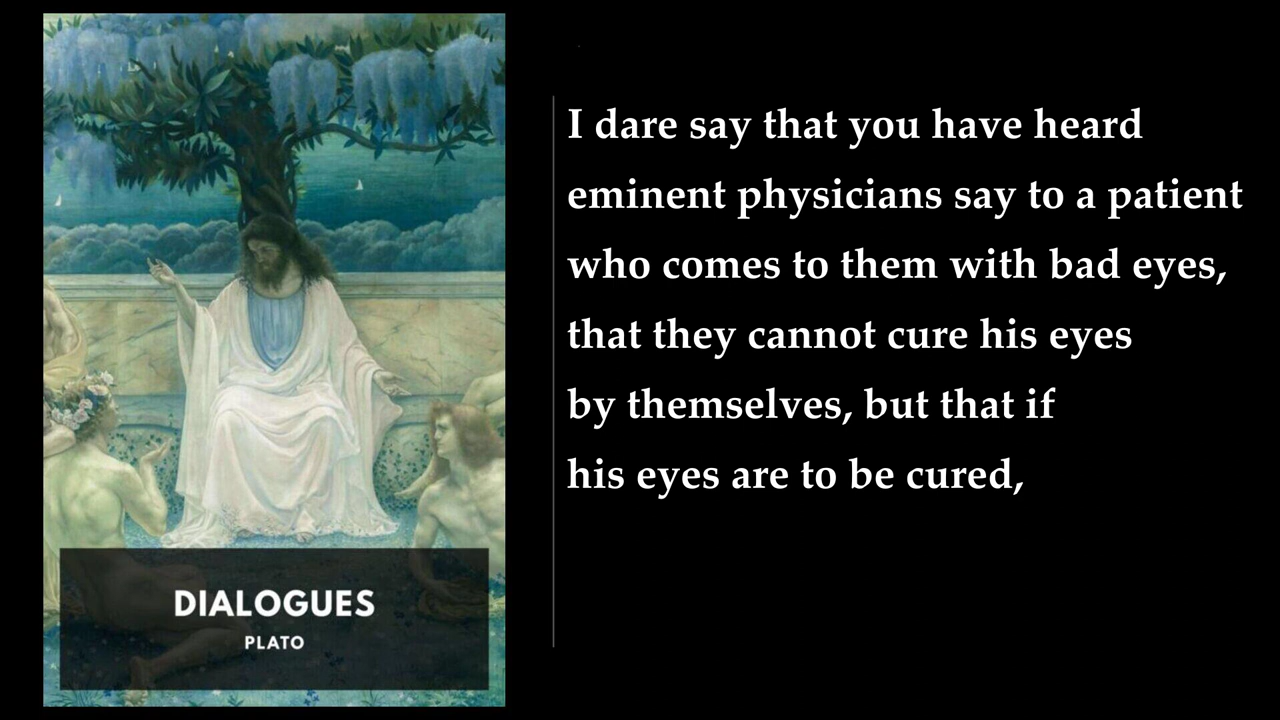 DIALOGUES
PLATO
I dare say that you have heard
eminent physicians say to a patient
who comes to them with bad eyes,
that they cannot cure his eyes
by themselves, but that if
his eyes are to be cured,